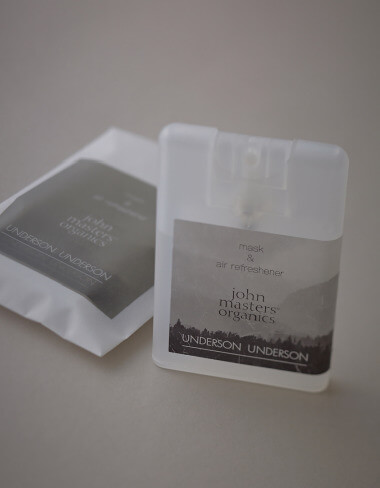 mask
&
air refreshener
john
masters
organics
UNDERSON UNDERSON
john
masters
organics
UNDERSON UNDERSON